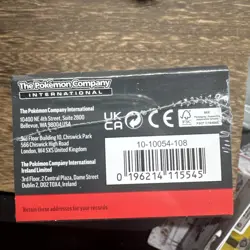 The Pokémon Company
INTERNATIONAL
The Pokémon Company International
10400 NE 4th Street, Suite 2800
Bellevue, WA 98004 USA
3rd Floor Building 10, Chiswick Park
566 Chiswick High Road
London, W4 5XS United Kingdom
The Pokémon Company International
Ireland Limited
3rd Floor, 2 Central Plaza, Dame Street
Dublin 2, D02 T0X4, Ireland
Retain these addresses for your records.
UK
CA
CE
FSC
MIX
10-10054-108
0 196214 115545